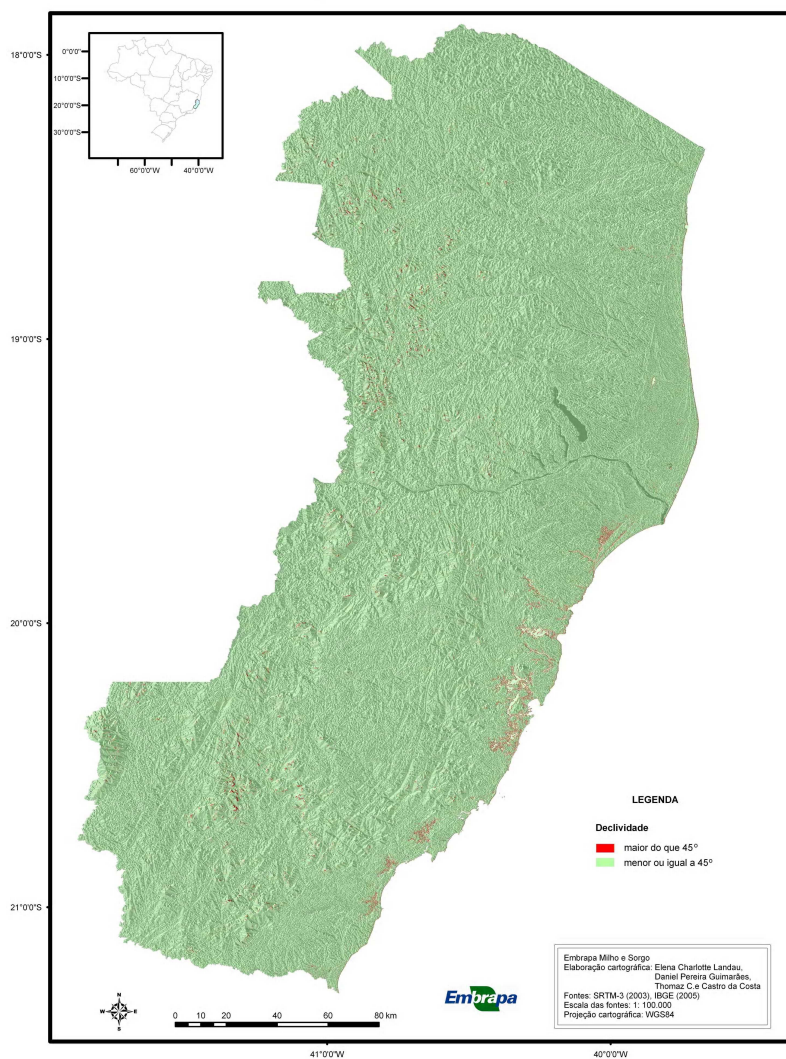 0°0'0"
10°0'0"S
20°0'0"S
30°0'0"S
60°0'0"W 40°0'0"W
18°0'0"S
19°0'0"S
20°0'0"S
21°0'0"S
LEGENDA
Declividade
maior do que 45°
menor ou igual a 45°
N
W E
S
0 10 20 40 60 80 km
Embrapa
Embrapa Milho e Sorgo
Elaboração cartográfica: Elena Charlotte Landau,
Daniel Pereira Guimarães,
Thomaz C.e Castro da Costa
Fontes: SRTM-3 (2003), IBGE (2005)
Escala das fontes: 1: 100.000
Projeção cartográfica: WGS84
41°0'0"W 40°0'0"W